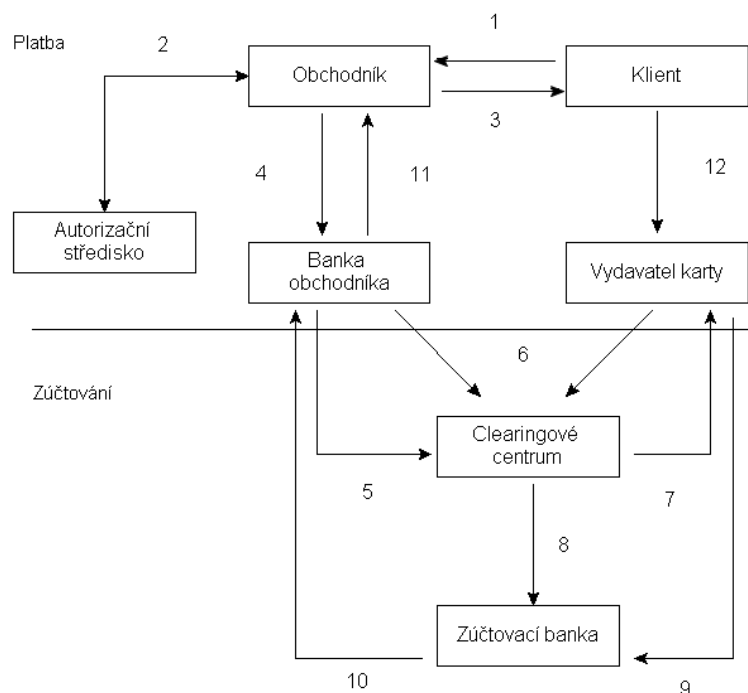 1
Platba
2
Obchodník
Klient
3
4
11
12
Autorizační
středisko
Banka
obchodníka
Vydavatel karty
6
Zúčtování
Clearingové
centrum
5
7
8
Zúčtovací banka
10
9